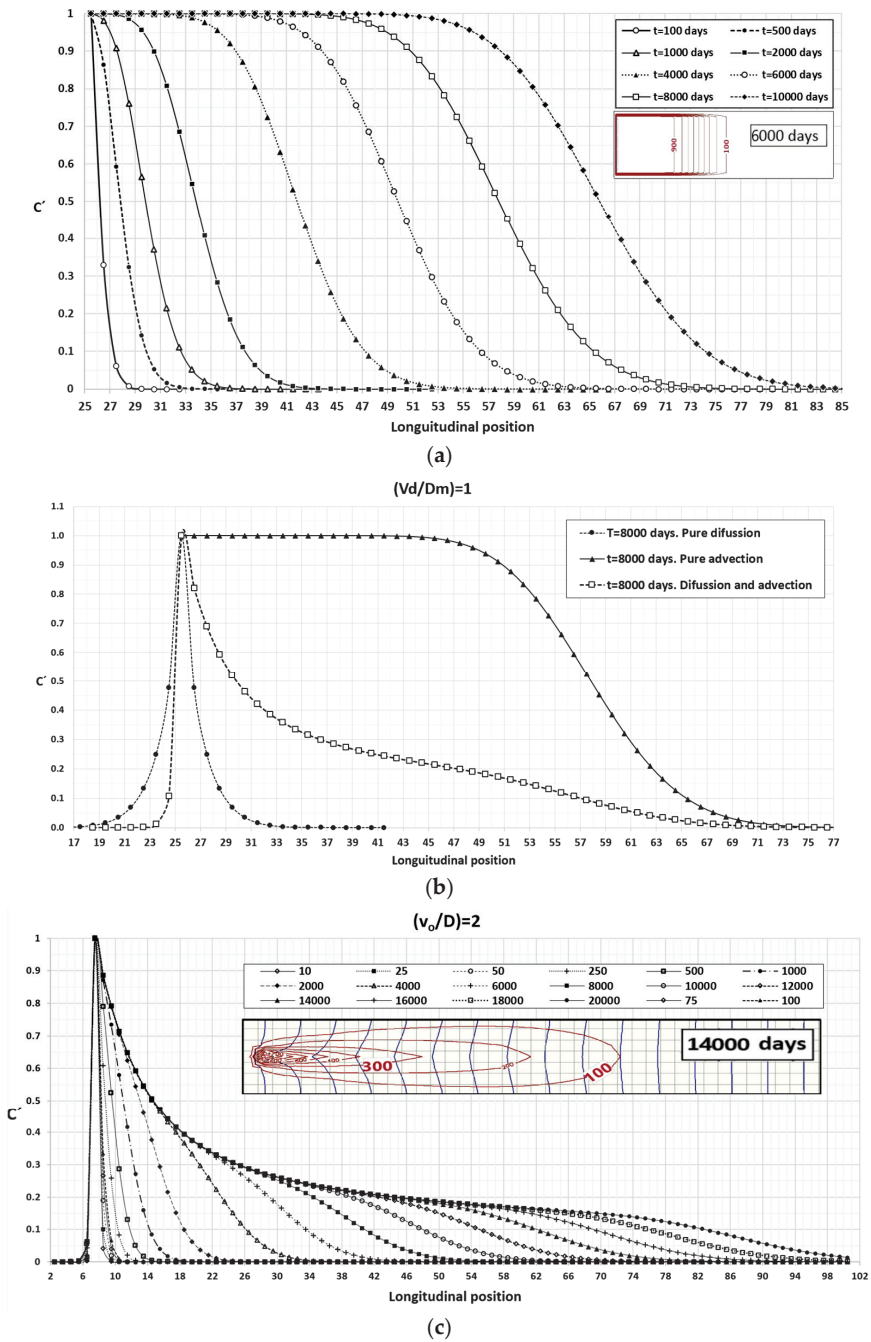 1
0.9
0.8
0.7
0.6
0.5
C´
0.4
0.3
0.2
0.1
0
t=100 days t=500 days
t=1000 days t=2000 days
t=4000 days t=6000 days
t=8000 days t=10000 days
900 100 6000 days
25 27 29 31 33 35 37 39 41 43 45 47 49 51 53 55 57 59 61 63 65 67 69 71 73 75 77 79 81 83 85
Longuitudinal position
(a)
(Vd/Dm)=1
1.1
1.0
0.9
0.8
0.7
0.6
C´
0.5
0.4
0.3
0.2
0.1
0.0
T=8000 days. Pure difussion
t=8000 days. Pure advection
t=8000 days. Difussion and advection
17 19 21 23 25 27 29 31 33 35 37 39 41 43 45 47 49 51 53 55 57 59 61 63 65 67 69 71 73 75 77
Longuitudinal position
(b)
(vₒ/D)=2
1
0.9
0.8
0.7
0.6
0.5
C´
0.4
0.3
0.2
0.1
0
10 25 50 250 500 1000
2000 4000 6000 8000 10000 12000
14000 16000 18000 20000 75 100
14000 days
300
100
2 6 10 14 18 22 26 30 34 38 42 46 50 54 58 62 66 70 74 78 82 86 90 94 98 102
Longuitudinal position
(c)